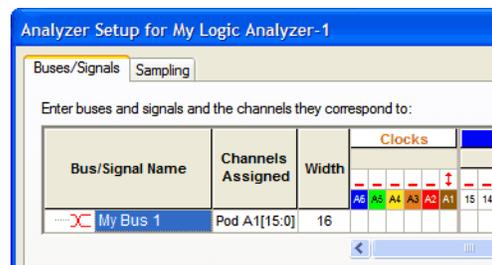 Analyzer Setup for My Logic Analyzer-1
Buses/Signals Sampling
Enter buses and signals and the channels they correspond to:
Bus/Signal Name Channels Assigned Width Clocks
A6 A5 A4 A3 A2 A1 15 14
My Bus 1 Pod A1[15:0] 16